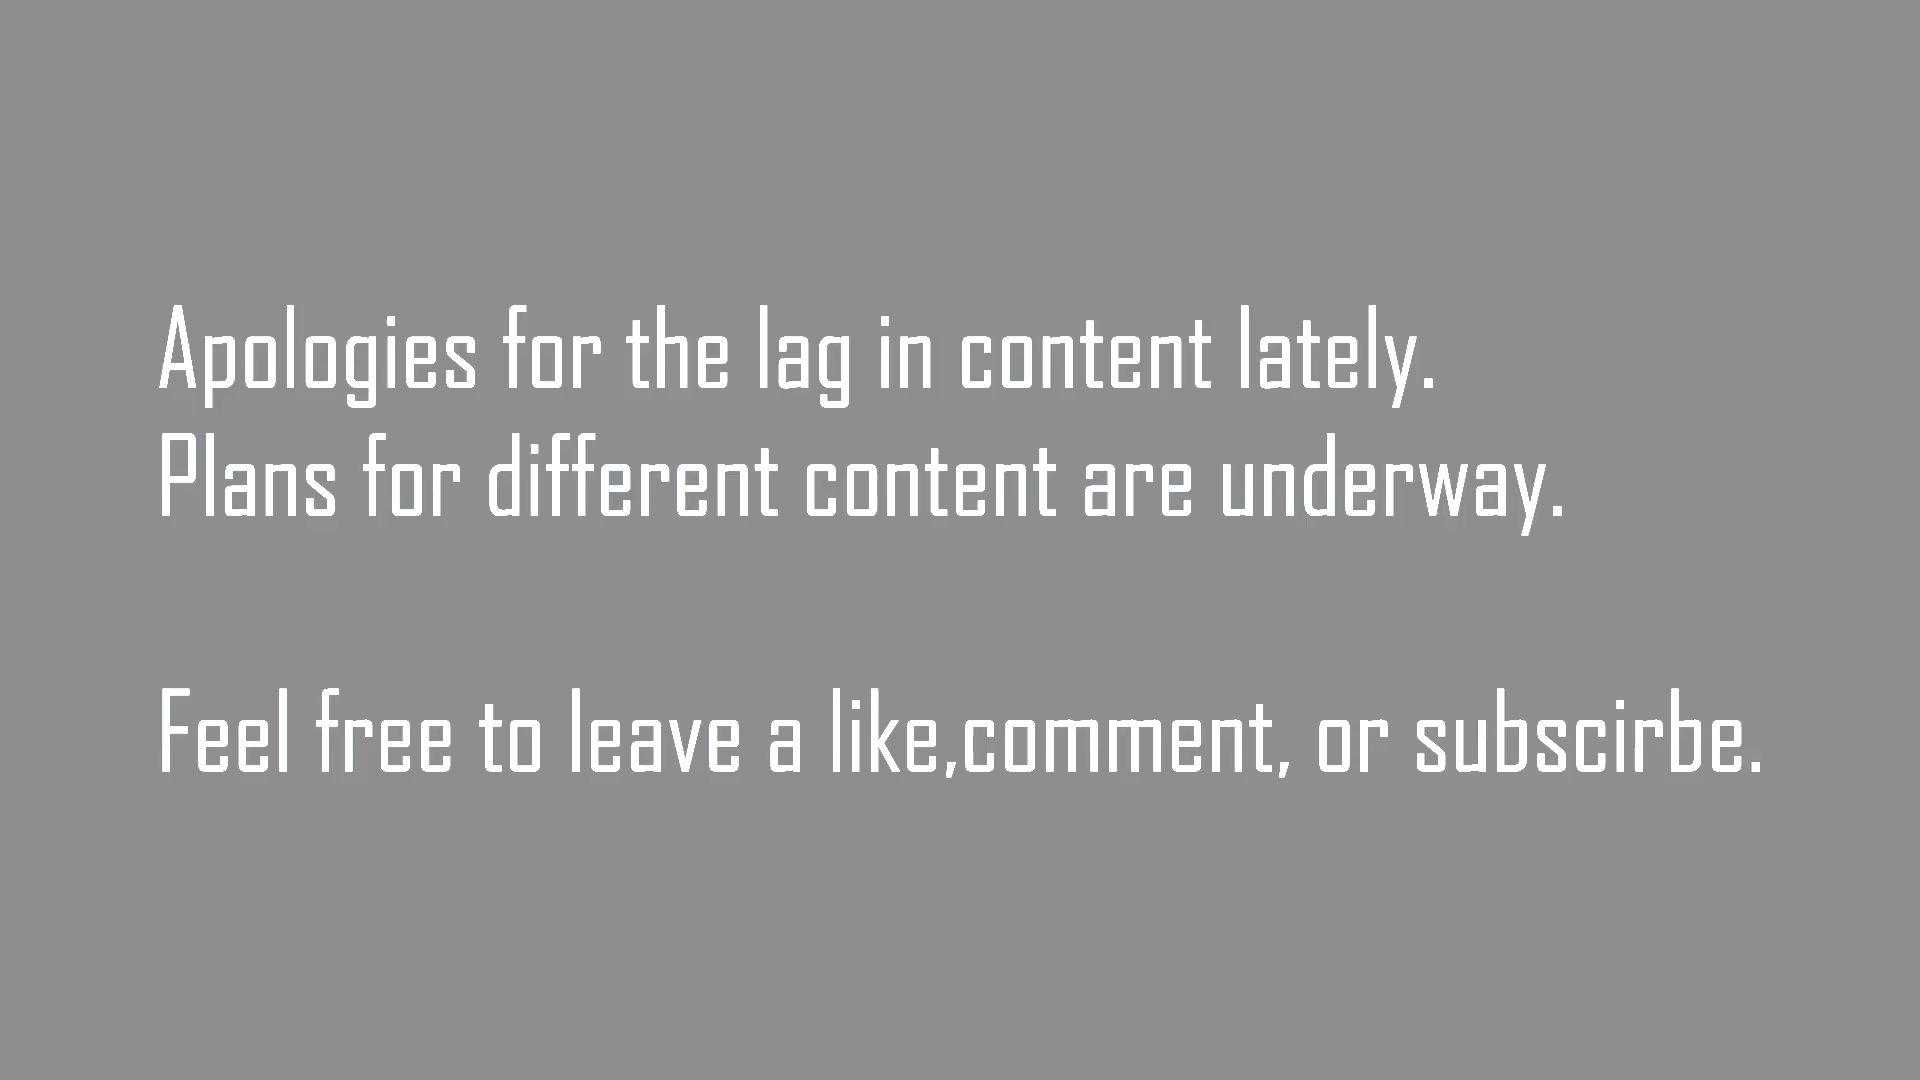 Apologies for the lag in content lately.
Plans for different content are underway.
Feel free to leave a like,comment, or subscirbe.